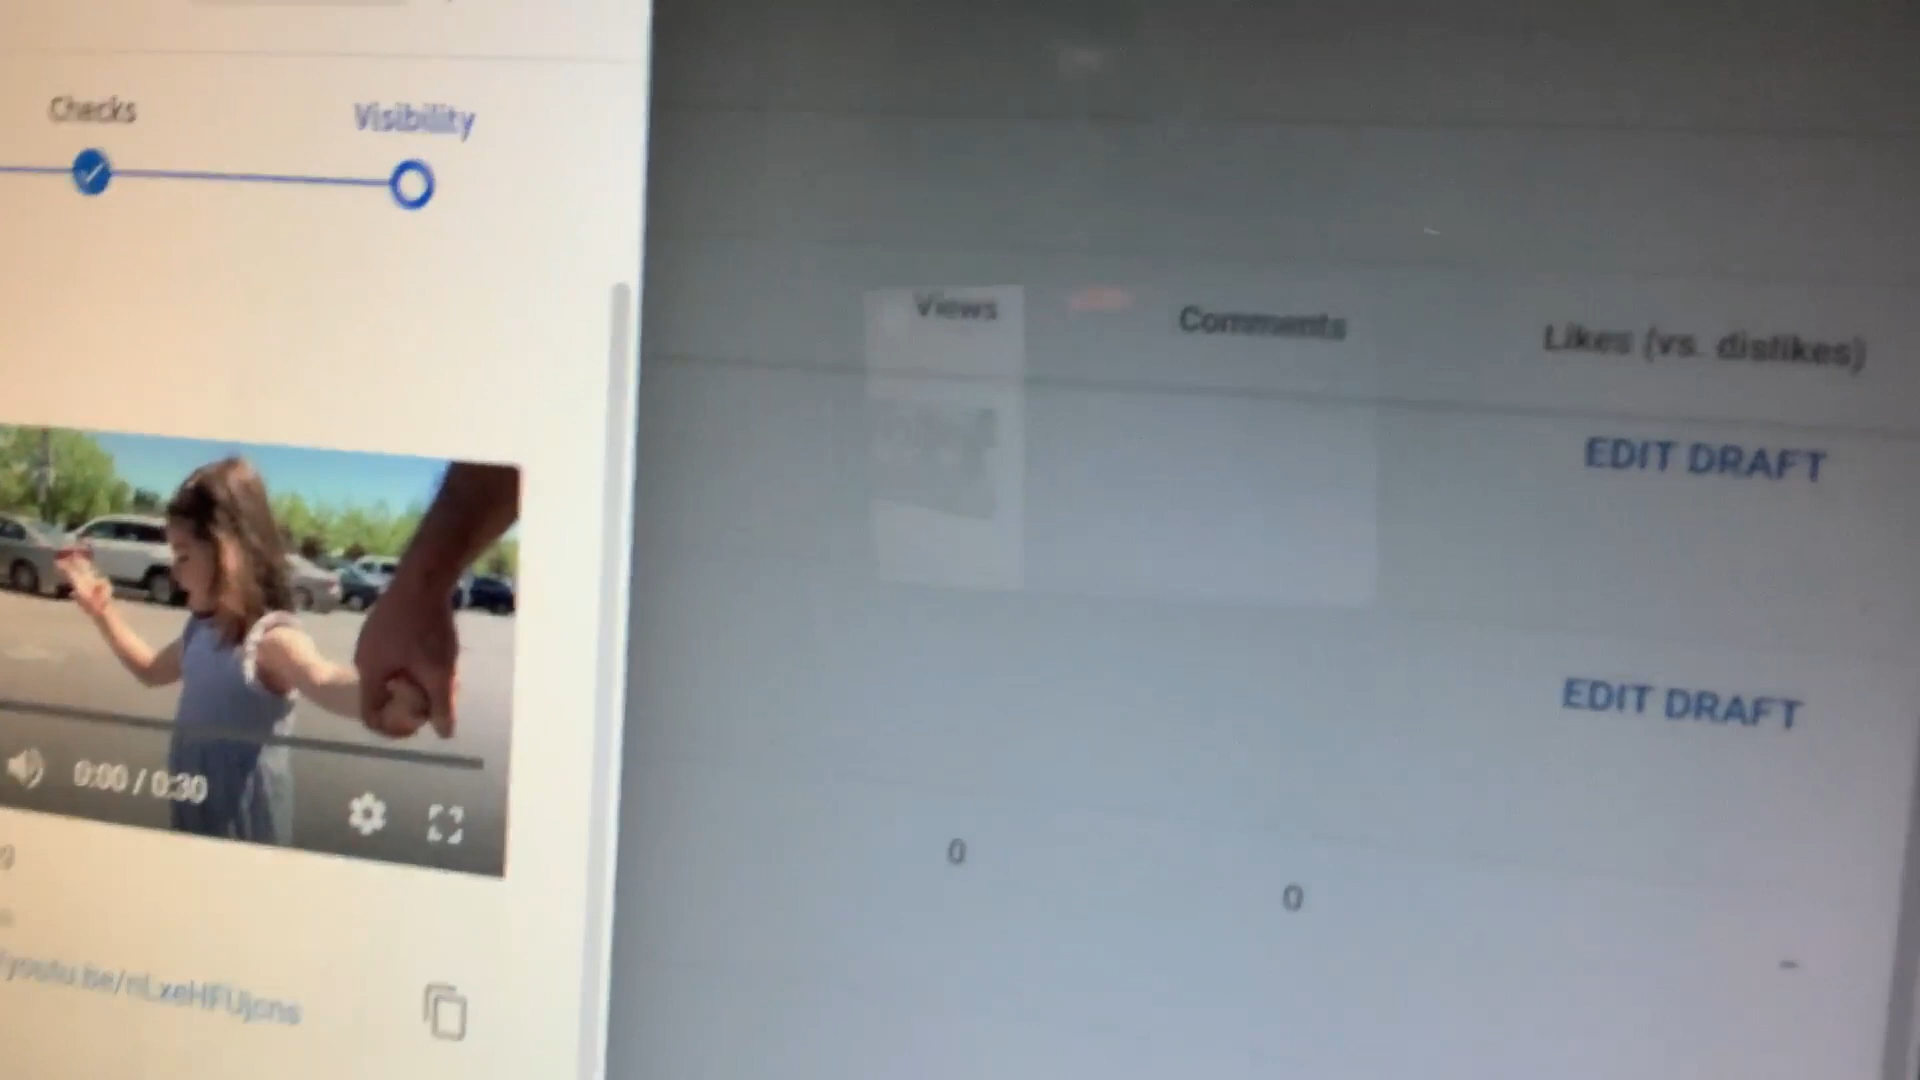 Checks
Visibility
Views
Comments
Likes (vs. dislikes)
EDIT DRAFT
EDIT DRAFT
0:00 / 0:30
0
0
–